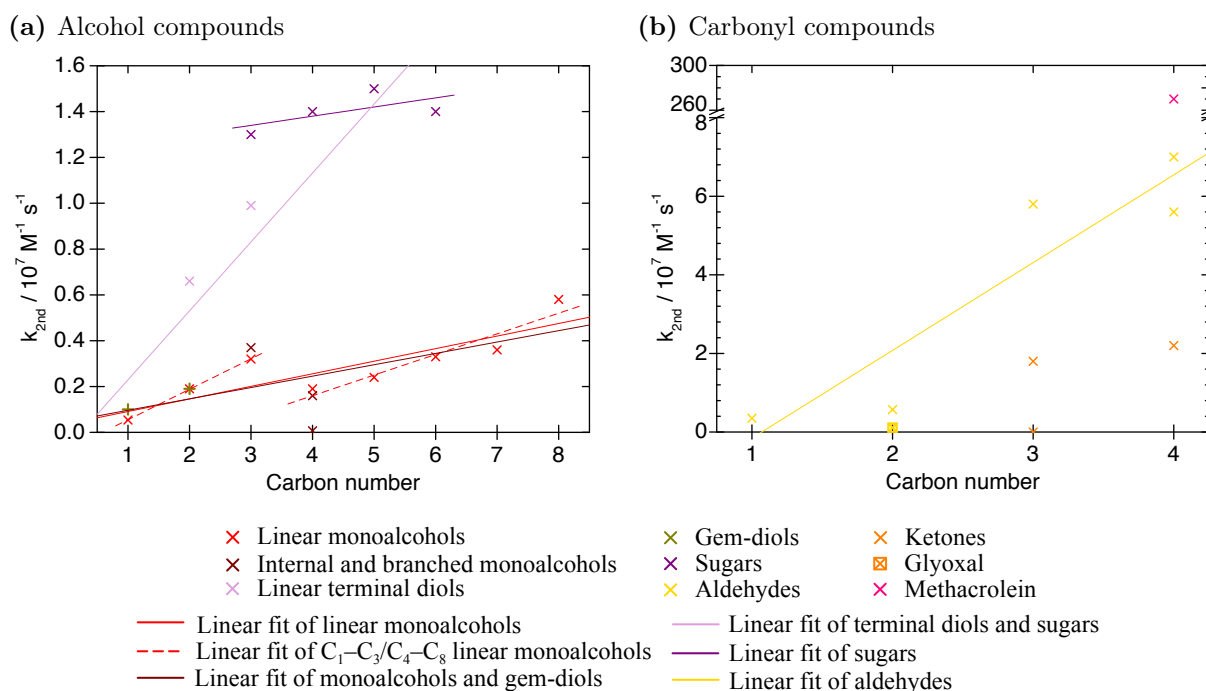 (a) Alcohol compounds
(b) Carbonyl compounds
1.6
1.4
1.2
1.0
0.8
0.6
0.4
0.2
0.0
k2nd / 10^7 M^-1 s^-1
1 2 3 4 5 6 7 8
Carbon number
300
260
8
6
4
2
0
k2nd / 10^7 M^-1 s^-1
1 2 3 4
Carbon number
Linear monoalcohols
Internal and branched monoalcohols
Linear terminal diols
Gem-diols
Sugars
Aldehydes
Ketones
Glyoxal
Methacrolein
Linear fit of linear monoalcohols
Linear fit of C1–C3/C4–C8 linear monoalcohols
Linear fit of monoalcohols and gem-diols
Linear fit of terminal diols and sugars
Linear fit of sugars
Linear fit of aldehydes